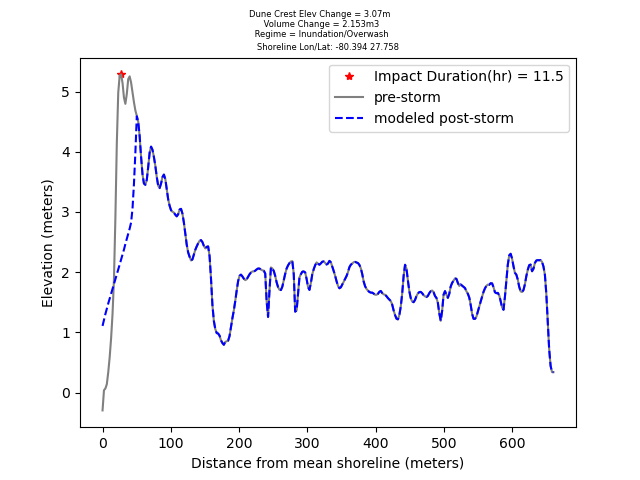 Dune Crest Elev Change = 3.07m
Volume Change = 2.153m3
Regime = Inundation/Overwash
Shoreline Lon/Lat: -80.394 27.758
Impact Duration(hr) = 11.5
pre-storm
modeled post-storm
Elevation (meters)
5
4
3
2
1
0
0 100 200 300 400 500 600
Distance from mean shoreline (meters)